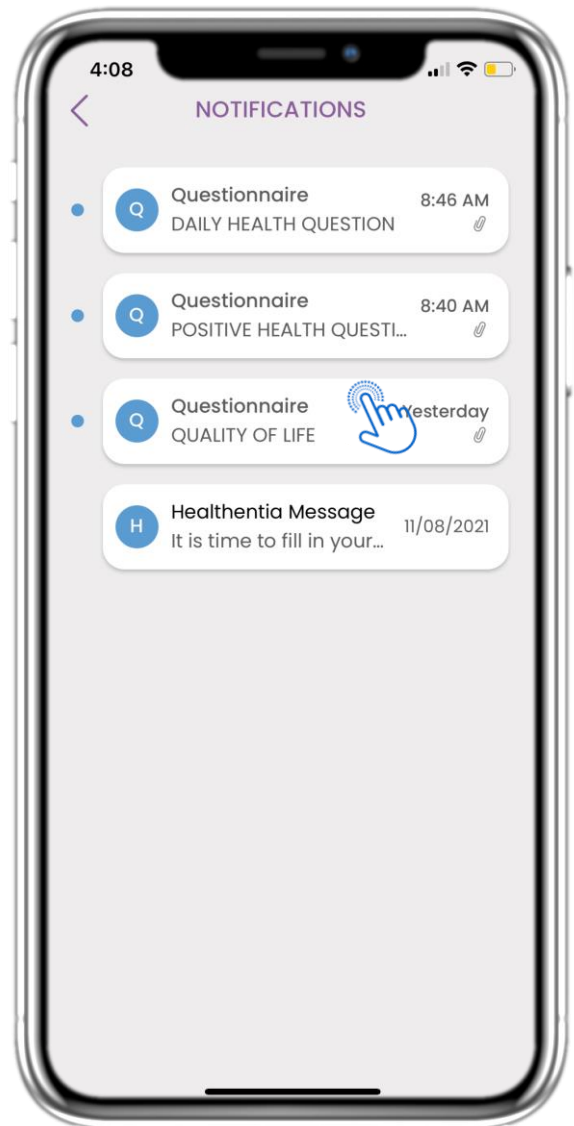 4:08
NOTIFICATIONS
Q
Questionnaire
8:46 AM
DAILY HEALTH QUESTION
Q
Questionnaire
8:40 AM
POSITIVE HEALTH QUESTI...
Q
Questionnaire
Yesterday
QUALITY OF LIFE
H
Healthentia Message
11/08/2021
It is time to fill in your...